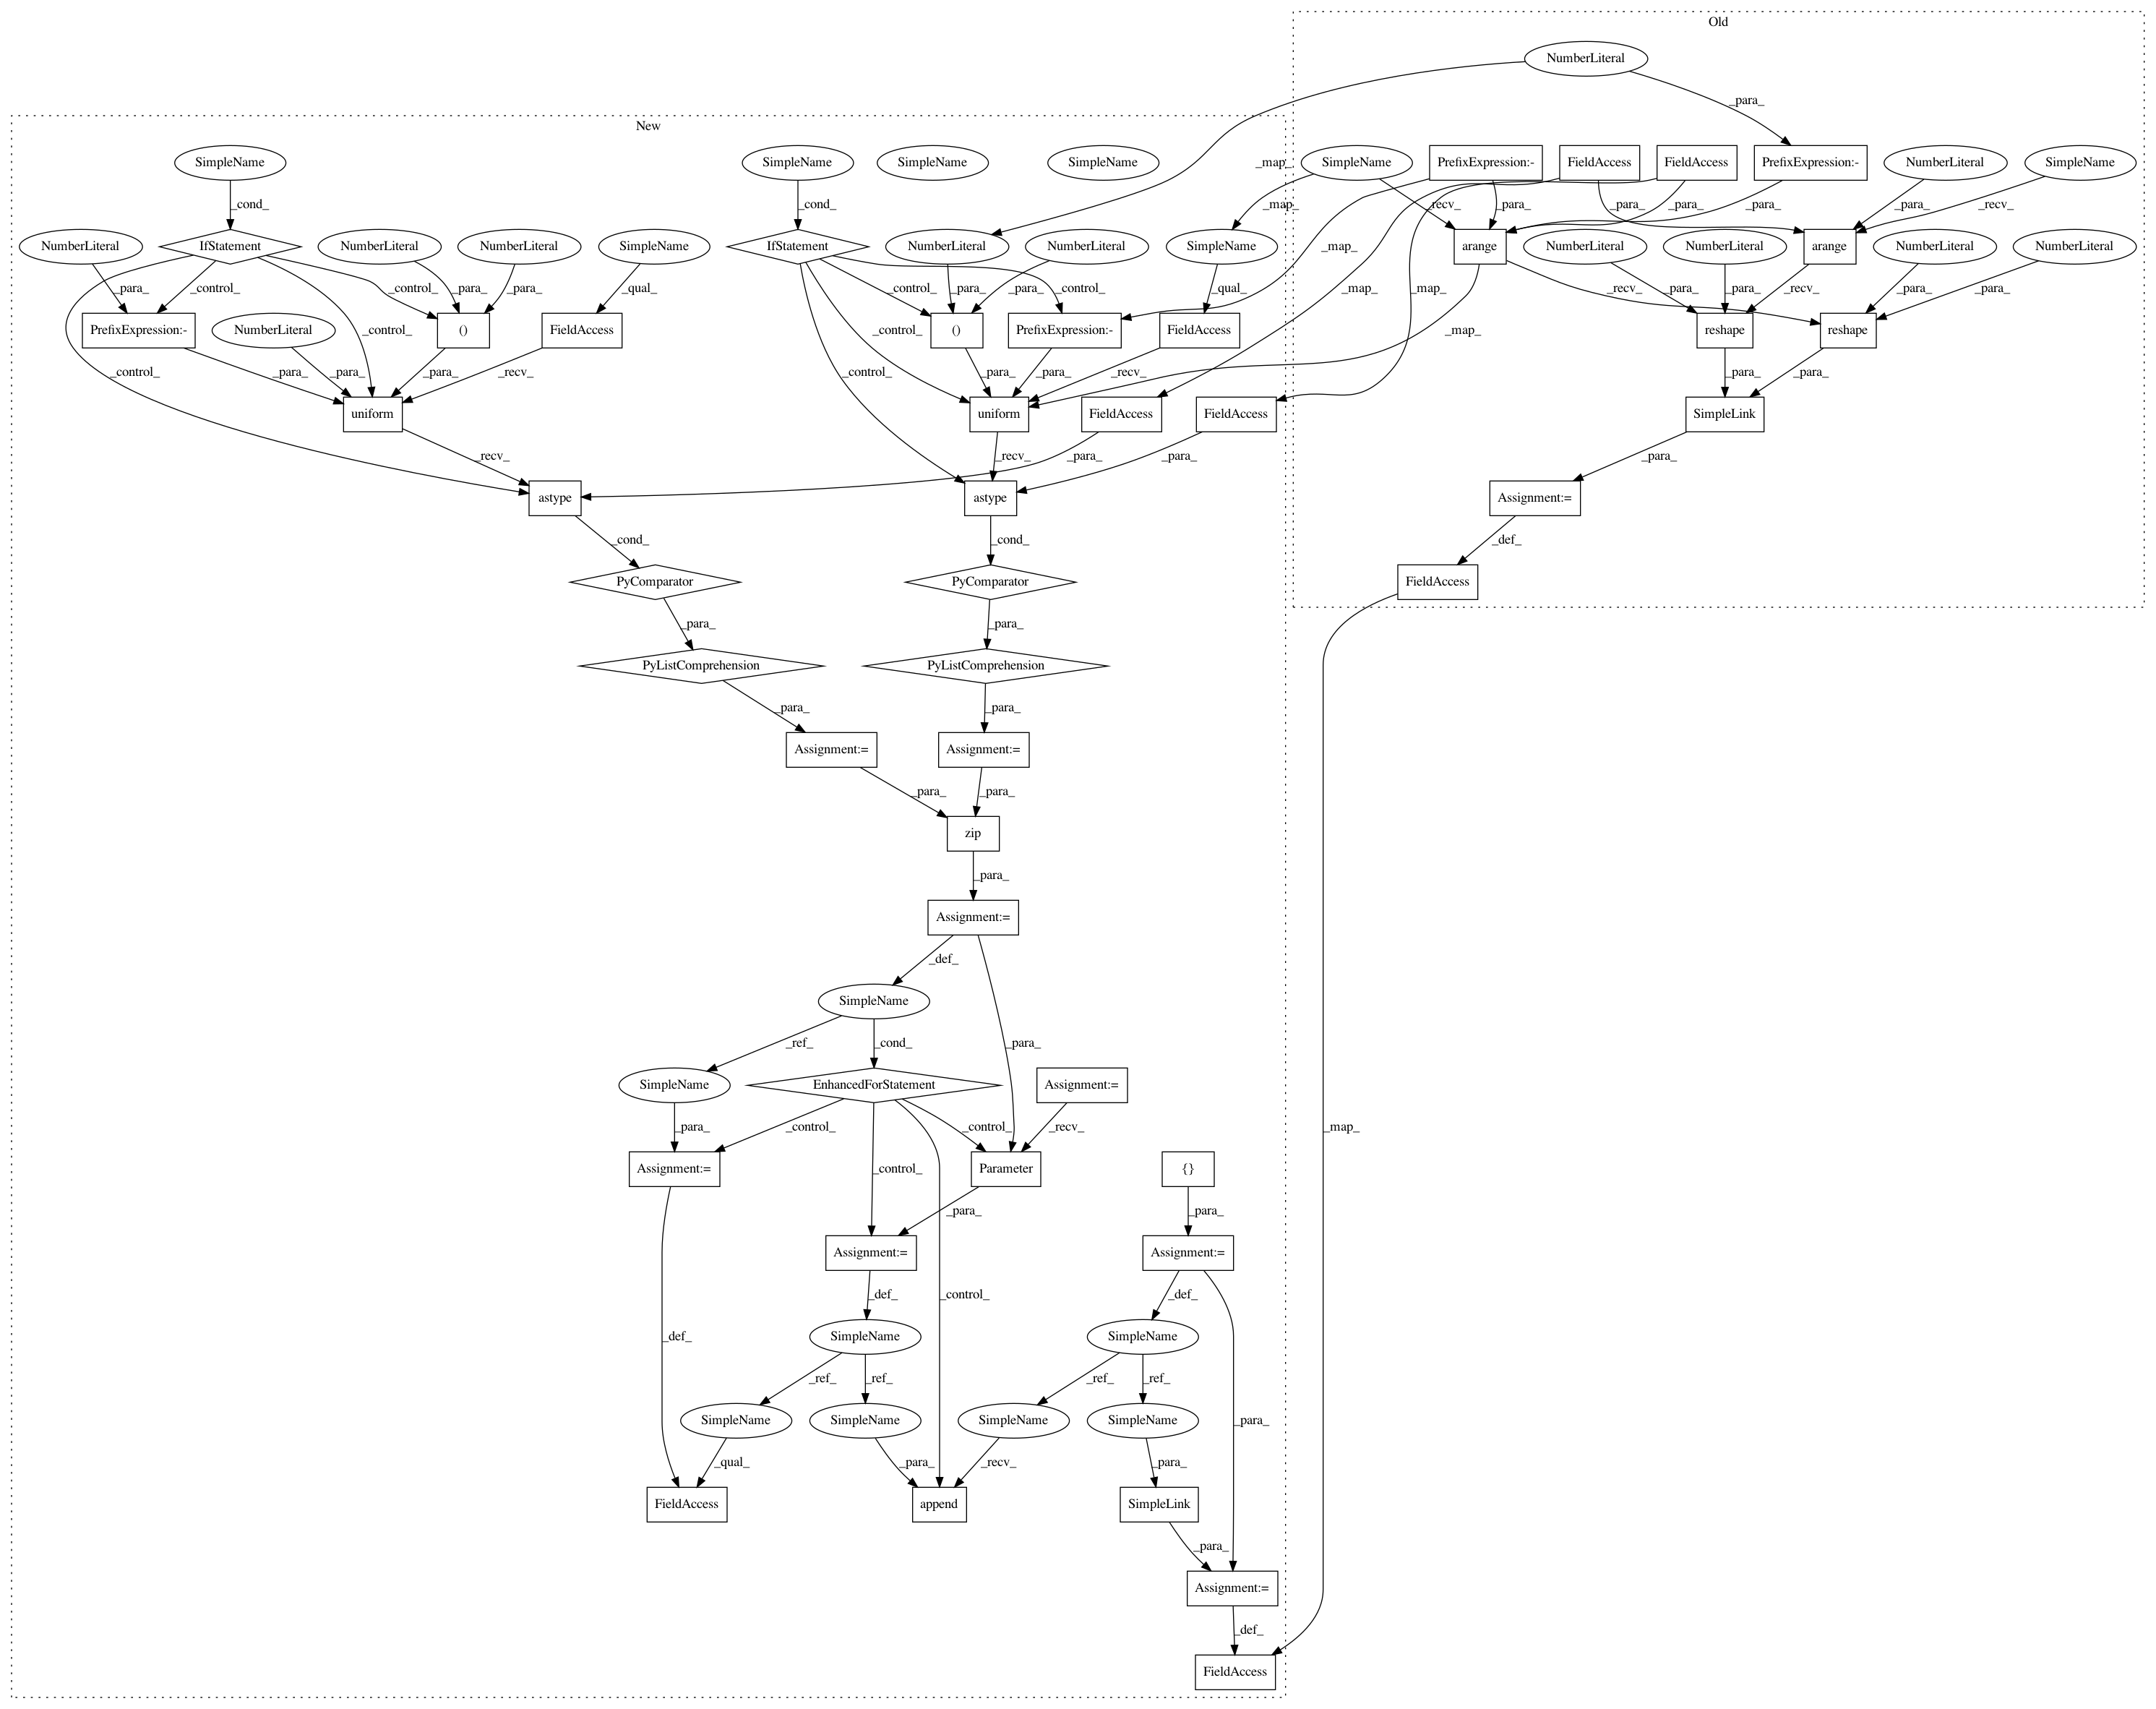 Old
NumberLiteral
_para_
New
SimpleName SimpleName SimpleName SimpleName _map_ SimpleName PrefixExpression:- FieldAccess FieldAccess PrefixExpression:- NumberLiteral SimpleName
_cond_ _cond_ _map_ _recv_ _para_ _para_ _para_ _para_ _para_ _recv_
NumberLiteral IfStatement NumberLiteral NumberLiteral SimpleName IfStatement NumberLiteral NumberLiteral SimpleName _map_ arange NumberLiteral NumberLiteral arange NumberLiteral NumberLiteral
_para_ _control_ _control_ _para_ _para_ _qual_ _control_ _para_ _para_ _control_ _qual_ _map_ _map_ _recv_ _para_ _para_ _recv_ _para_ _para_
PrefixExpression:- NumberLiteral _control_ () FieldAccess _control_ () PrefixExpression:- FieldAccess _map_ reshape reshape
_control_ _para_ _para_ _para_ _recv_ _control_ _para_ _para_ _recv_ _para_ _para_
uniform uniform FieldAccess FieldAccess SimpleLink
_recv_ _recv_ _para_ _para_ _para_
astype astype Assignment:=
_cond_ _cond_ _def_
PyComparator PyComparator FieldAccess
_para_ _para_
PyListComprehension PyListComprehension
_para_ _para_
Assignment:= Assignment:=
_para_ _para_
zip
_para_
Assignment:=
_def_
SimpleName
_ref_ _cond_ _para_
SimpleName EnhancedForStatement Assignment:=
_para_ _control_ _control_ _recv_ _map_
Assignment:= _control_ Parameter {}
_para_ _para_
Assignment:= Assignment:=
_def_ _control_ _def_
_def_ SimpleName SimpleName
_ref_ _ref_ _ref_ _ref_
SimpleName SimpleName SimpleName SimpleName _para_
_qual_ _para_ _recv_ _para_
FieldAccess append SimpleLink
_para_
Assignment:=
_def_
FieldAccess